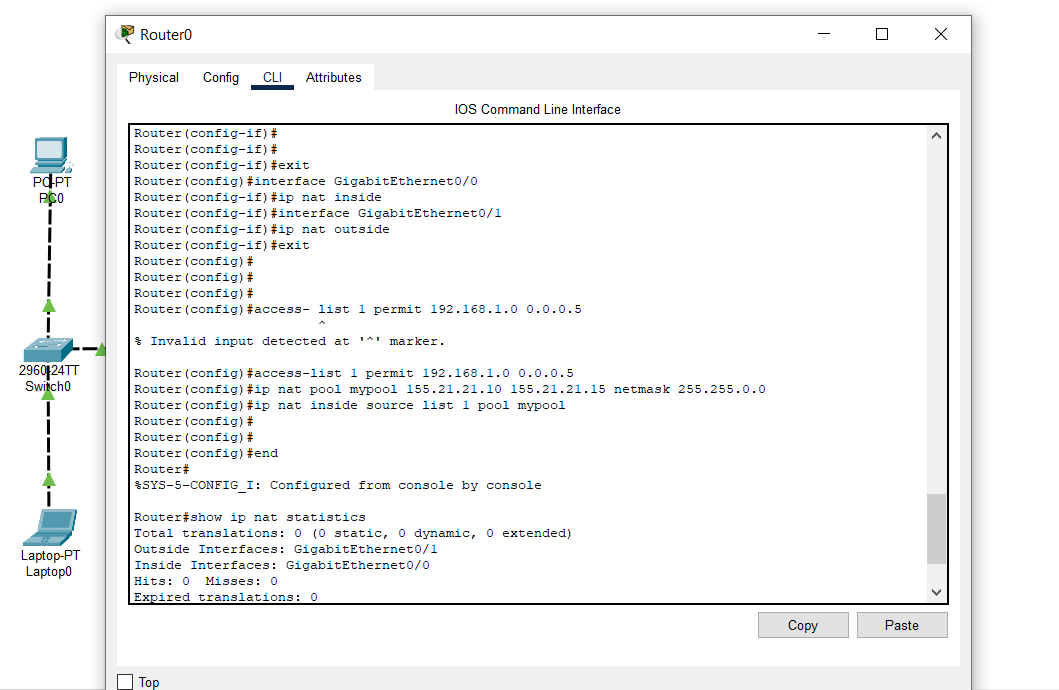 Router0
Physical Config CLI Attributes
IOS Command Line Interface
Router(config-if)#
Router(config-if)#
Router(config-if)#exit
Router(config)#interface GigabitEthernet0/0
Router(config-if)#ip nat inside
Router(config-if)#interface GigabitEthernet0/1
Router(config-if)#ip nat outside
Router(config-if)#exit
Router(config)#
Router(config)#
Router(config)#
Router(config)#access- list 1 permit 192.168.1.0 0.0.0.5
^
% Invalid input detected at '^' marker.
Router(config)#access-list 1 permit 192.168.1.0 0.0.0.5
Router(config)#ip nat pool mypool 155.21.21.10 155.21.21.15 netmask 255.255.0.0
Router(config)#ip nat inside source list 1 pool mypool
Router(config)#
Router(config)#
Router(config)#end
Router#
%SYS-5-CONFIG_I: Configured from console by console
Router#show ip nat statistics
Total translations: 0 (0 static, 0 dynamic, 0 extended)
Outside Interfaces: GigabitEthernet0/1
Inside Interfaces: GigabitEthernet0/0
Hits: 0  Misses: 0
Expired translations: 0
Copy Paste
Top
PC-PT
PC0
2960-24TT
Switch0
Laptop-PT
Laptop0